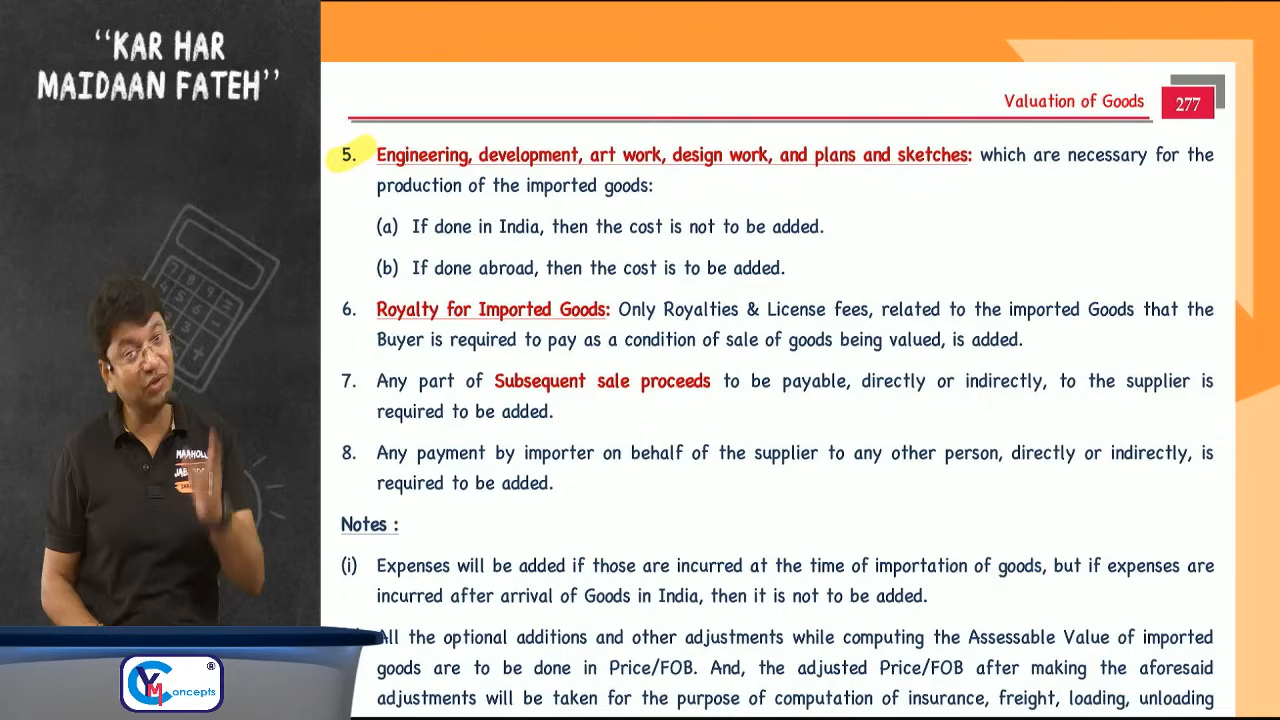 “KAR HAR
MAIDAAN FATEH”
Valuation of Goods 277
5. Engineering, development, art work, design work, and plans and sketches: which are necessary for the
production of the imported goods:
(a) If done in India, then the cost is not to be added.
(b) If done abroad, then the cost is to be added.
6. Royalty for Imported Goods: Only Royalties & License fees, related to the imported Goods that the
Buyer is required to pay as a condition of sale of goods being valued, is added.
7. Any part of Subsequent sale proceeds to be payable, directly or indirectly, to the supplier is
required to be added.
8. Any payment by importer on behalf of the supplier to any other person, directly or indirectly, is
required to be added.
Notes :
(i) Expenses will be added if those are incurred at the time of importation of goods, but if expenses are
incurred after arrival of Goods in India, then it is not to be added.
All the optional additions and other adjustments while computing the Assessable Value of imported
goods are to be done in Price/FOB. And, the adjusted Price/FOB after making the aforesaid
adjustments will be taken for the purpose of computation of insurance, freight, loading, unloading
MAAHOUL
YM Concepts ®
7 8 9
4 5 6